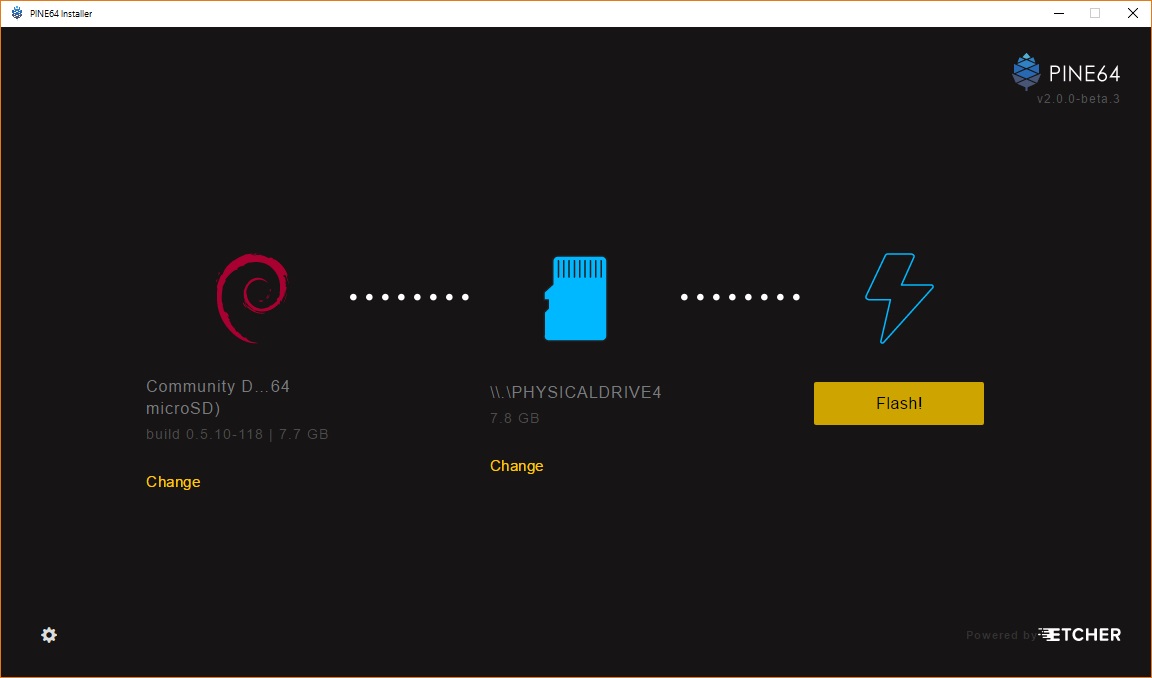 PINE64 Installer
PINE64
v2.0.0-beta.3
Community D...64
microSD)
build 0.5.10-118 | 7.7 GB
Change
\\.\PHYSICALDRIVE4
7.8 GB
Change
Flash!
Powered by ETCHER